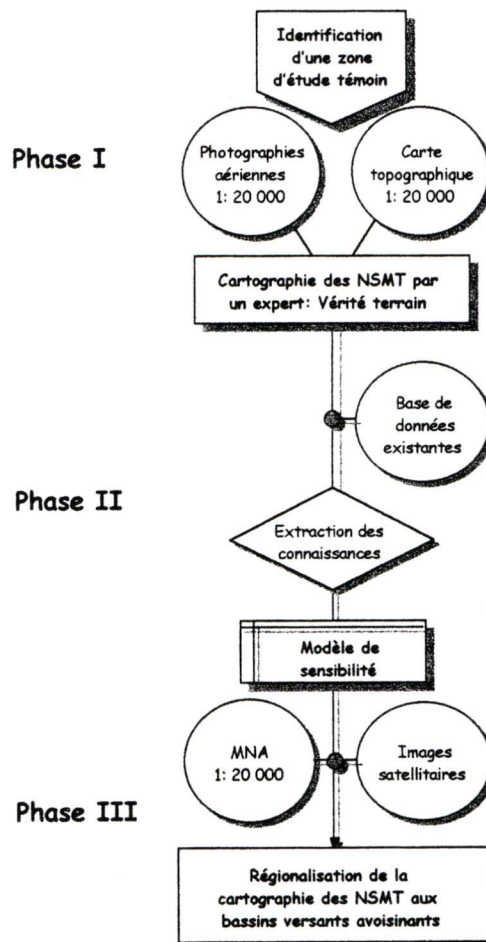 Identification
d'une zone
d'étude témoin
Phase I
Photographies
aériennes
1: 20 000
Carte
topographique
1: 20 000
Cartographie des NSMT par
un expert: Vérité terrain
Base de
données
existantes
Phase II
Extraction des
connaissances
Modèle de
sensibilité
MNA
1: 20 000
Images
satellitaires
Phase III
Régionalisation de la
cartographie des NSMT aux
bassins versants avoisinants